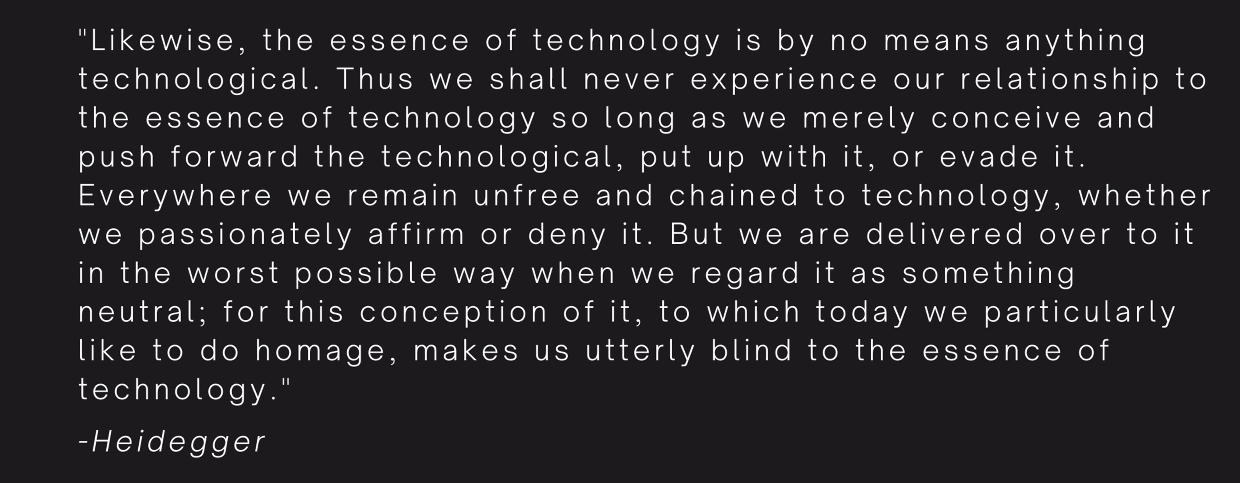 "Likewise, the essence of technology is by no means anything
technological. Thus we shall never experience our relationship to
the essence of technology so long as we merely conceive and
push forward the technological, put up with it, or evade it.
Everywhere we remain unfree and chained to technology, whether
we passionately affirm or deny it. But we are delivered over to it
in the worst possible way when we regard it as something
neutral; for this conception of it, to which today we particularly
like to do homage, makes us utterly blind to the essence of
technology."
-Heidegger